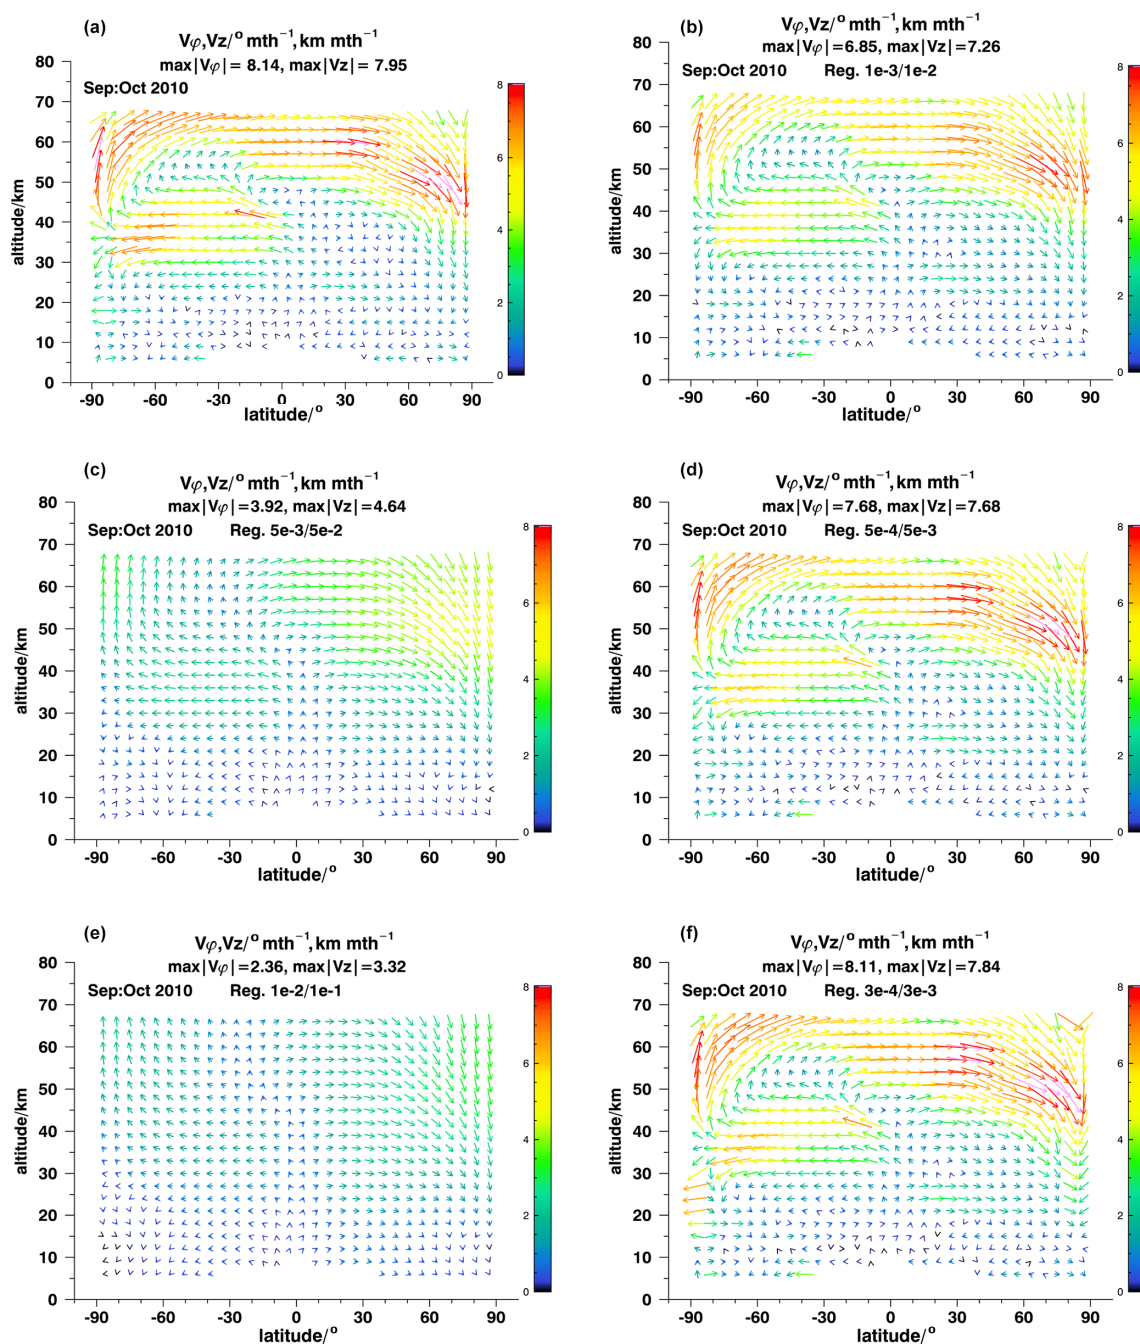 (a)
Vφ,Vz/° mth⁻¹, km mth⁻¹
max|Vφ|= 8.14, max|Vz|= 7.95
Sep:Oct 2010
80
70
60
50
40
30
20
10
0
altitude/km
-90 -60 -30 0 30 60 90
latitude/°
8
6
4
2
0
(b)
Vφ,Vz/° mth⁻¹, km mth⁻¹
max|Vφ|=6.85, max|Vz|=7.26
Sep:Oct 2010 Reg. 1e-3/1e-2
80
70
60
50
40
30
20
10
0
altitude/km
-90 -60 -30 0 30 60 90
latitude/°
8
6
4
2
0
(c)
Vφ,Vz/° mth⁻¹, km mth⁻¹
max|Vφ|=3.92, max|Vz|=4.64
Sep:Oct 2010 Reg. 5e-3/5e-2
80
70
60
50
40
30
20
10
0
altitude/km
-90 -60 -30 0 30 60 90
latitude/°
8
6
4
2
0
(d)
Vφ,Vz/° mth⁻¹, km mth⁻¹
max|Vφ|=7.68, max|Vz|=7.68
Sep:Oct 2010 Reg. 5e-4/5e-3
80
70
60
50
40
30
20
10
0
altitude/km
-90 -60 -30 0 30 60 90
latitude/°
8
6
4
2
0
(e)
Vφ,Vz/° mth⁻¹, km mth⁻¹
max|Vφ|=2.36, max|Vz|=3.32
Sep:Oct 2010 Reg. 1e-2/1e-1
80
70
60
50
40
30
20
10
0
altitude/km
-90 -60 -30 0 30 60 90
latitude/°
8
6
4
2
0
(f)
Vφ,Vz/° mth⁻¹, km mth⁻¹
max|Vφ|=8.11, max|Vz|=7.84
Sep:Oct 2010 Reg. 3e-4/3e-3
80
70
60
50
40
30
20
10
0
altitude/km
-90 -60 -30 0 30 60 90
latitude/°
8
6
4
2
0